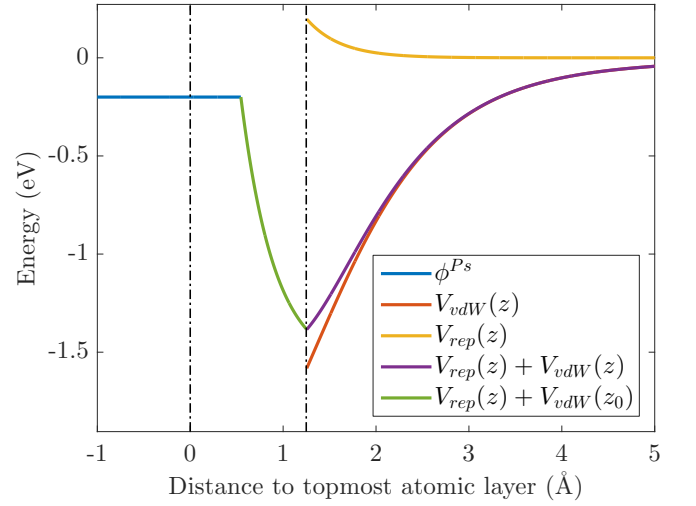 0
-0.5
-1
-1.5
Energy (eV)
-1 0 1 2 3 4 5
Distance to topmost atomic layer (Å)
ϕ^{Ps}
V_{vdW}(z)
V_{rep}(z)
V_{rep}(z) + V_{vdW}(z)
V_{rep}(z) + V_{vdW}(z_0)